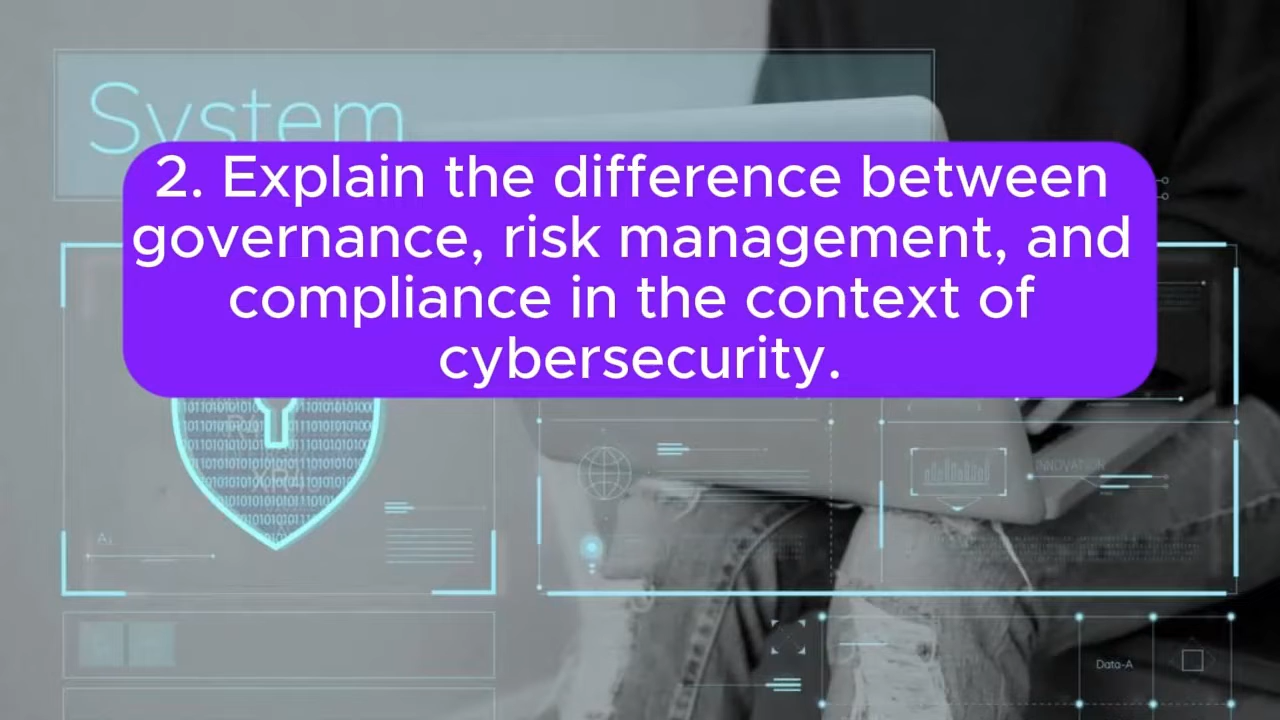 System
2. Explain the difference between
governance, risk management, and
compliance in the context of
cybersecurity.
INNOVATION
Data-A